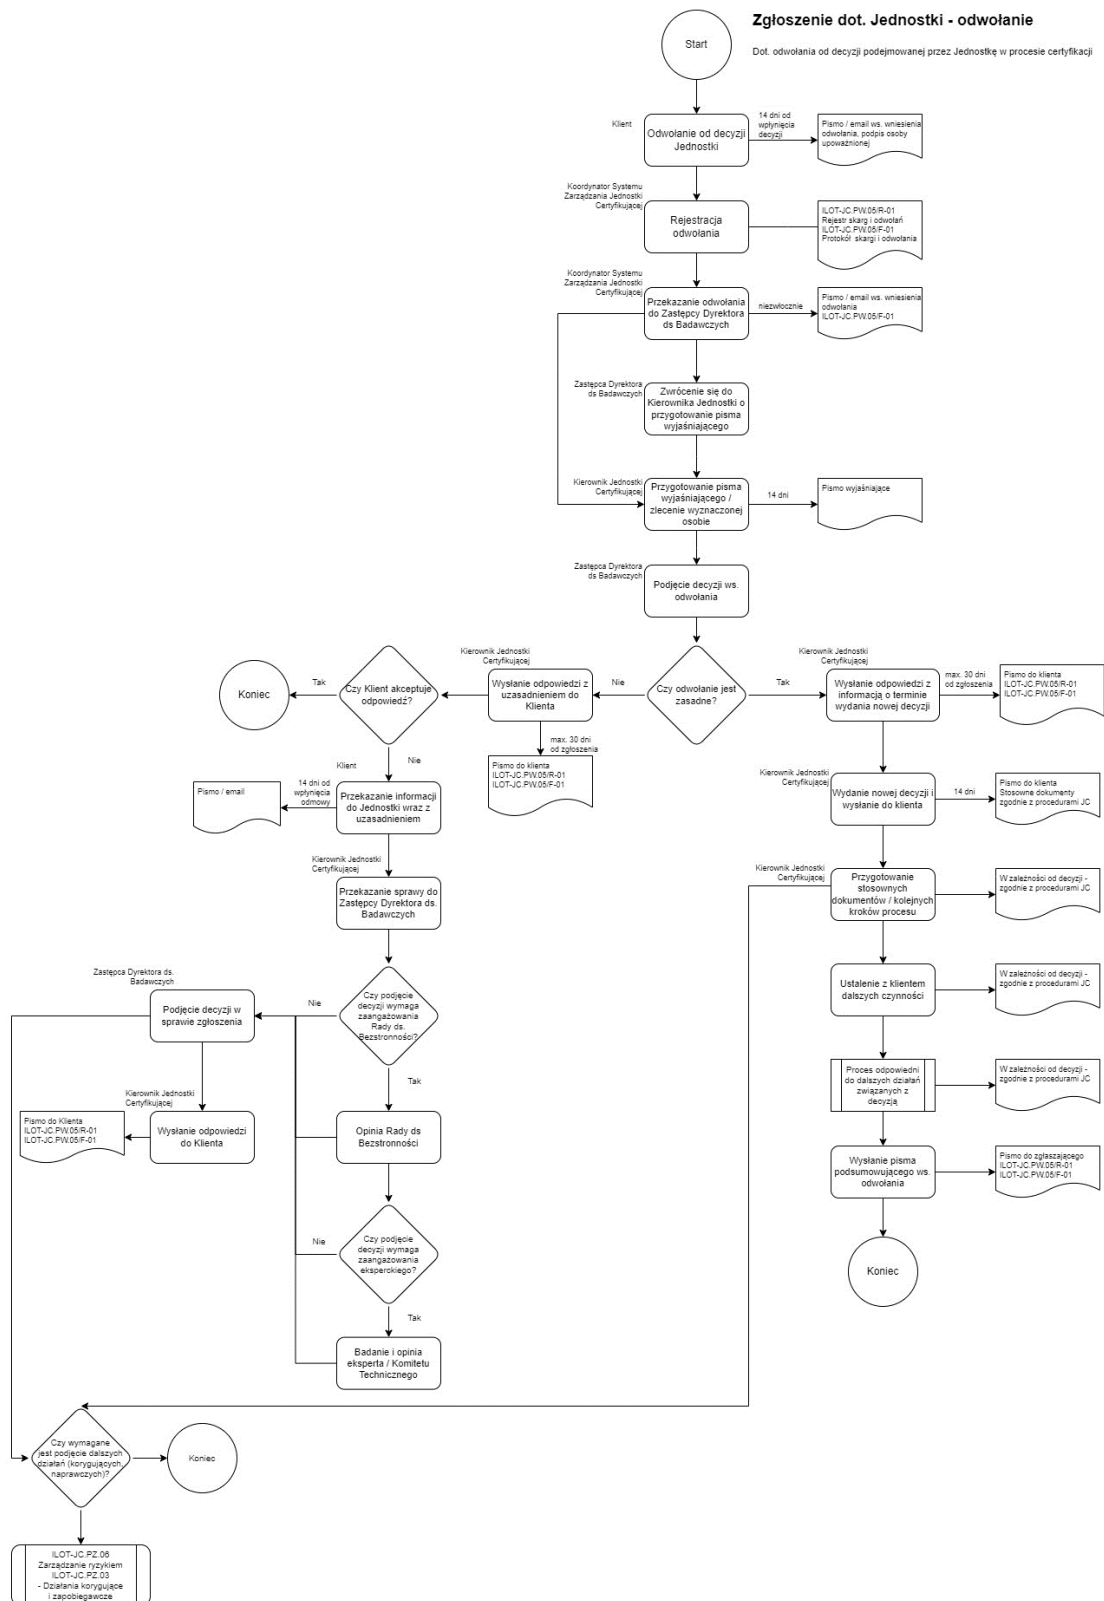 Zgłoszenie dot. Jednostki - odwołanie
Start
Dot. odwołania od decyzji podejmowanej przez Jednostkę w procesie certyfikacji
Klient
14 dni od
wpłynięcia
decyzji
Odwołanie od decyzji
Jednostki
Pismo / email ws. wniesienia
odwołania, podpis osoby
upoważnionej
Koordynator Systemu
Zarządzania Jednostki
Certyfikującej
Rejestracja
odwołania
ILOT-JC.PW.05/R-01
Rejestr skarg i odwołań
ILOT-JC.PW.05/F-01
Protokół skargi i odwołania
Koordynator Systemu
Zarządzania Jednostki
Certyfikującej
Przekazanie odwołania
do Zastępcy Dyrektora
ds Badawczych
niezwłocznie
Pismo / email ws. wniesienia
odwołania
ILOT-JC.PW.05/F-01
Zastępca Dyrektora
ds Badawczych
Zwrócenie się do
Kierownika Jednostki o
przygotowanie pisma
wyjaśniającego
Kierownik Jednostki
Certyfikującej
Przygotowanie pisma
wyjaśniającego /
zlecenie wyznaczonej
osobie
14 dni
Pismo wyjaśniające
Zastępca Dyrektora
ds Badawczych
Podjęcie decyzji ws.
odwołania
Czy odwołanie jest
zasadne?
Nie
Tak
Kierownik Jednostki
Certyfikującej
Wysłanie odpowiedzi z
uzasadnieniem do
Klienta
max. 30 dni
od zgłoszenia
Pismo do klienta
ILOT-JC.PW.05/R-01
ILOT-JC.PW.05/F-01
Czy Klient akceptuje
odpowiedź?
Tak
Koniec
Nie
Kierownik Jednostki
Certyfikującej
Wysłanie odpowiedzi z
informacją o terminie
wydania nowej decyzji
max. 30 dni
od zgłoszenia
Pismo do klienta
ILOT-JC.PW.05/R-01
ILOT-JC.PW.05/F-01
Klient
Przekazanie informacji
do Jednostki wraz z
uzasadnieniem
14 dni od
wpłynięcia
odmowy
Pismo / email
Kierownik Jednostki
Certyfikującej
Wydanie nowej decyzji i
wysłanie do klienta
14 dni
Pismo do klienta
Stosowne dokumenty
zgodnie z procedurami JC
Kierownik Jednostki
Certyfikującej
Przekazanie sprawy do
Zastępcy Dyrektora ds.
Badawczych
Kierownik Jednostki
Certyfikującej
Przygotowanie
stosownych
dokumentów / kolejnych
kroków procesu
W zależności od decyzji -
zgodnie z procedurami JC
Czy podjęcie
decyzji wymaga
zaangażowania
Rady ds.
Bezstronności?
Nie
Tak
Zastępca Dyrektora ds.
Badawczych
Podjęcie decyzji w
sprawie zgłoszenia
Ustalenie z klientem
dalszych czynności
W zależności od decyzji -
zgodnie z procedurami JC
Kierownik Jednostki
Certyfikującej
Wysłanie odpowiedzi
do Klienta
Pismo do Klienta
ILOT-JC.PW.05/R-01
ILOT-JC.PW.05/F-01
Opinia Rady ds
Bezstronności
Proces odpowiedni
do dalszych działań
związanych z
decyzją
W zależności od decyzji -
zgodnie z procedurami JC
Wysłanie pisma
podsumowującego ws.
odwołania
Pismo do zgłaszającego
ILOT-JC.PW.05/R-01
ILOT-JC.PW.05/F-01
Koniec
Czy podjęcie
decyzji wymaga
zaangażowania
eksperckiego?
Nie
Tak
Badanie i opinia
eksperta / Komitetu
Technicznego
Czy wymagane
jest podjęcie dalszych
działań (korygujących,
naprawczych)?
Koniec
ILOT-JC.PZ.06
Zarządzanie ryzykiem
ILOT-JC.PZ.03
- Działania korygujące
i zapobiegawcze